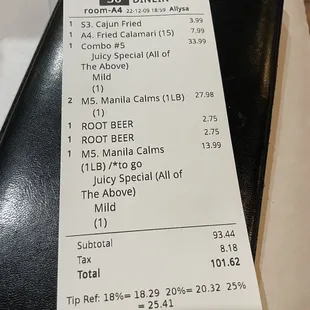 DINEIN
room-A4 22-12-09 18:59 Allysa
1 S3. Cajun Fried 3.99
1 A4. Fried Calamari (15) 7.99
1 Combo #5 33.99
Juicy Special (All of
The Above)
Mild
(1)
2 M5. Manila Calms (1LB) 27.98
(1)
1 ROOT BEER 2.75
1 ROOT BEER 2.75
1 M5. Manila Calms 13.99
(1LB) /*to go
Juicy Special (All of
The Above)
Mild
(1)
Subtotal 93.44
Tax 8.18
Total 101.62
Tip Ref: 18%= 18.29 20%= 20.32 25%
= 25.41